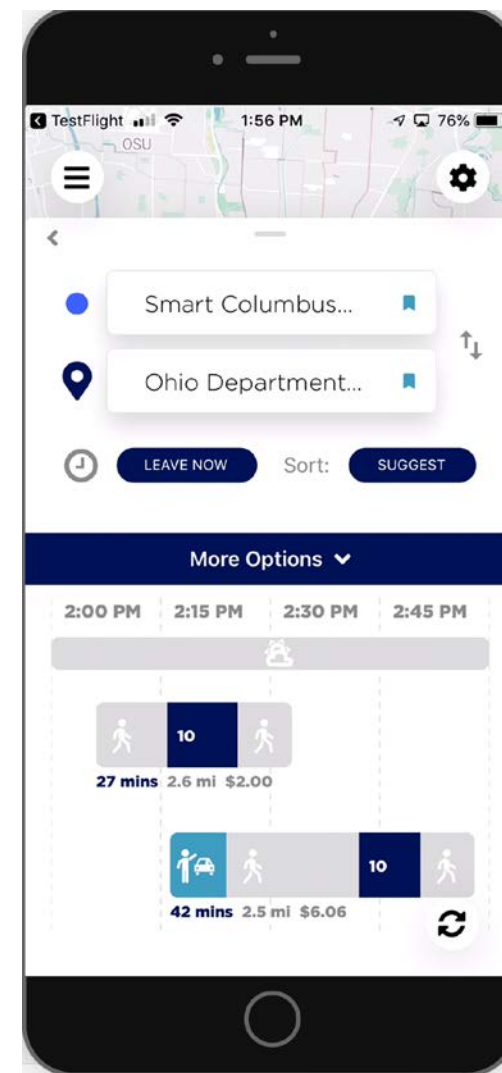 TestFlight 1:56 PM 76%
OSU
Smart Columbus...
Ohio Department...
LEAVE NOW Sort: SUGGEST
More Options
2:00 PM 2:15 PM 2:30 PM 2:45 PM
10
27 mins 2.6 mi $2.00
10
42 mins 2.5 mi $6.06